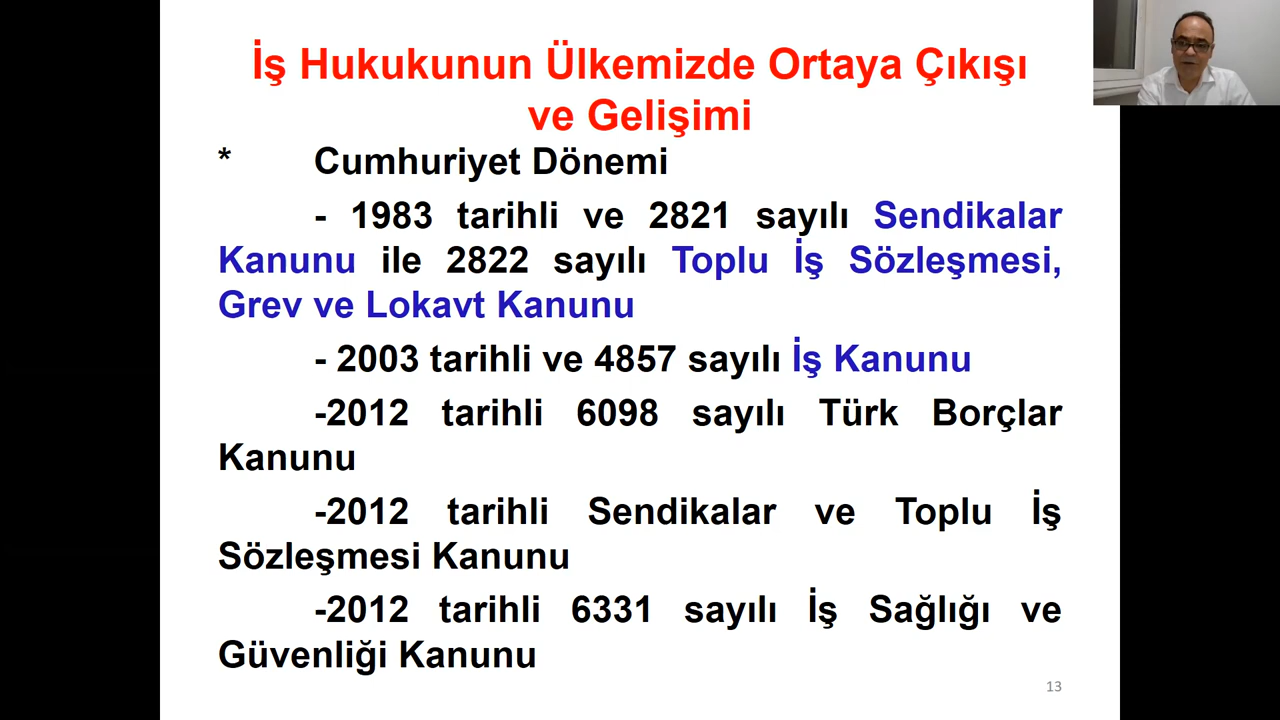 İş Hukukunun Ülkemizde Ortaya Çıkışı
ve Gelişimi
* Cumhuriyet Dönemi
- 1983 tarihli ve 2821 sayılı Sendikalar
Kanunu ile 2822 sayılı Toplu İş Sözleşmesi,
Grev ve Lokavt Kanunu
- 2003 tarihli ve 4857 sayılı İş Kanunu
-2012 tarihli 6098 sayılı Türk Borçlar
Kanunu
-2012 tarihli Sendikalar ve Toplu İş
Sözleşmesi Kanunu
-2012 tarihli 6331 sayılı İş Sağlığı ve
Güvenliği Kanunu
13